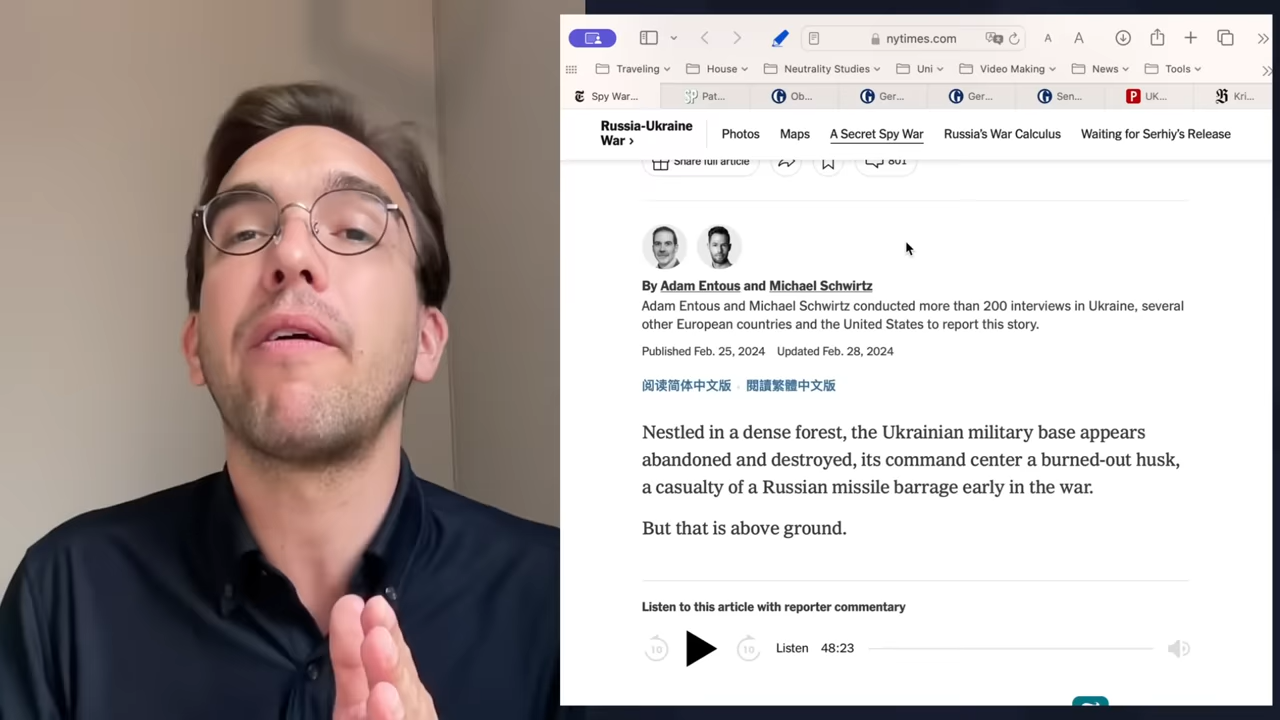 nytimes.com
A A
Traveling House Neutrality Studies Uni Video Making News Tools
Spy War... Pat... Ob... Ger... Ger... Sen... UK... Kri...
Russia-Ukraine
War ›
Photos Maps A Secret Spy War Russia's War Calculus Waiting for Serhiy's Release
Share full article 801
By Adam Entous and Michael Schwirtz
Adam Entous and Michael Schwirtz conducted more than 200 interviews in Ukraine, several
other European countries and the United States to report this story.
Published Feb. 25, 2024 Updated Feb. 28, 2024
阅读简体中文版 · 閱讀繁體中文版
Nestled in a dense forest, the Ukrainian military base appears
abandoned and destroyed, its command center a burned-out husk,
a casualty of a Russian missile barrage early in the war.
But that is above ground.
Listen to this article with reporter commentary
10 10 Listen 48:23